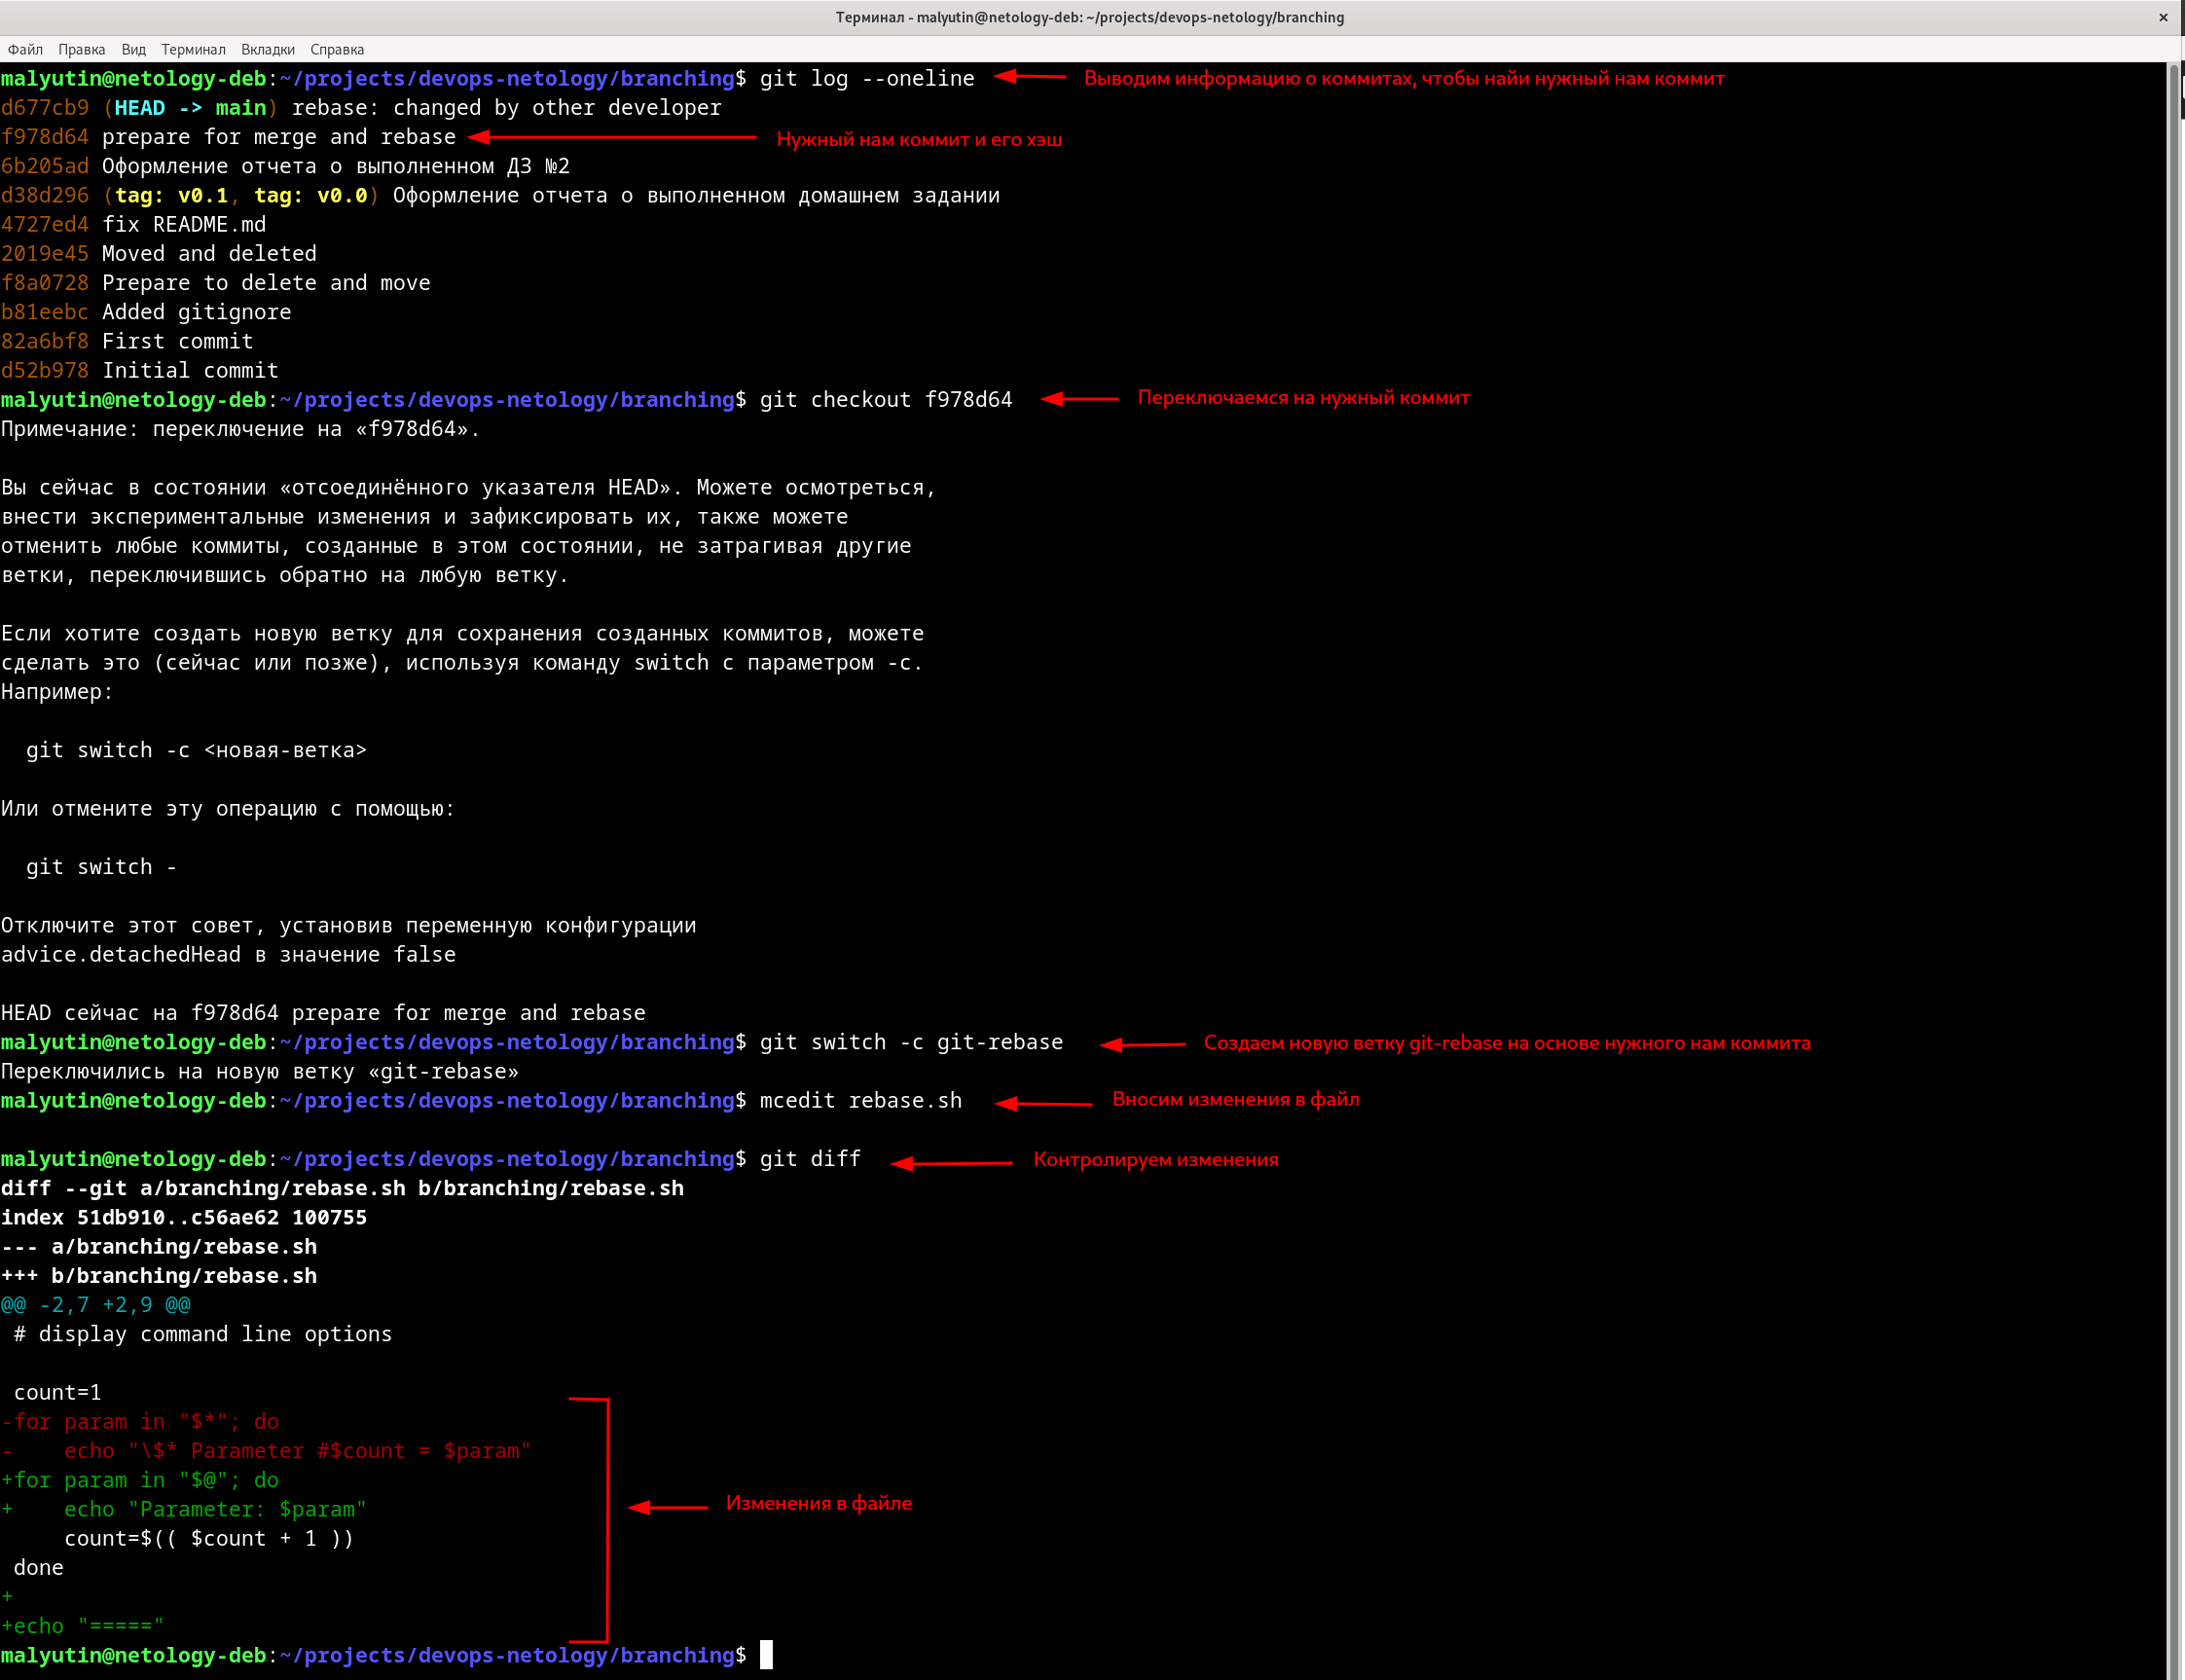 Терминал - malyutin@netology-deb: ~/projects/devops-netology/branching
Файл Правка Вид Терминал Вкладки Справка
malyutin@netology-deb:~/projects/devops-netology/branching$ git log --oneline Выводим информацию о коммитах, чтобы найи нужный нам коммит
d677cb9 (HEAD -> main) rebase: changed by other developer
f978d64 prepare for merge and rebase Нужный нам коммит и его хэш
6b205ad Оформление отчета о выполненном ДЗ №2
d38d296 (tag: v0.1, tag: v0.0) Оформление отчета о выполненном домашнем задании
4727ed4 fix README.md
2019e45 Moved and deleted
f8a0728 Prepare to delete and move
b81eebc Added gitignore
82a6bf8 First commit
d52b978 Initial commit
malyutin@netology-deb:~/projects/devops-netology/branching$ git checkout f978d64 Переключаемся на нужный коммит
Примечание: переключение на «f978d64».
Вы сейчас в состоянии «отсоединённого указателя HEAD». Можете осмотреться,
внести экспериментальные изменения и зафиксировать их, также можете
отменить любые коммиты, созданные в этом состоянии, не затрагивая другие
ветки, переключившись обратно на любую ветку.
Если хотите создать новую ветку для сохранения созданных коммитов, можете
сделать это (сейчас или позже), используя команду switch с параметром -c.
Например:
git switch -c <новая-ветка>
Или отмените эту операцию с помощью:
git switch -
Отключите этот совет, установив переменную конфигурации
advice.detachedHead в значение false
HEAD сейчас на f978d64 prepare for merge and rebase
malyutin@netology-deb:~/projects/devops-netology/branching$ git switch -c git-rebase Создаем новую ветку git-rebase на основе нужного нам коммита
Переключились на новую ветку «git-rebase»
malyutin@netology-deb:~/projects/devops-netology/branching$ mcedit rebase.sh Вносим изменения в файл
malyutin@netology-deb:~/projects/devops-netology/branching$ git diff Контролируем изменения
diff --git a/branching/rebase.sh b/branching/rebase.sh
index 51db910..c56ae62 100755
--- a/branching/rebase.sh
+++ b/branching/rebase.sh
@@ -2,7 +2,9 @@
# display command line options
count=1
-for param in "$*"; do
-    echo "\$* Parameter #$count = $param"
+for param in "$@"; do
+    echo "Parameter: $param" Изменения в файле
count=$(( $count + 1 ))
done
+
+echo "====="
malyutin@netology-deb:~/projects/devops-netology/branching$